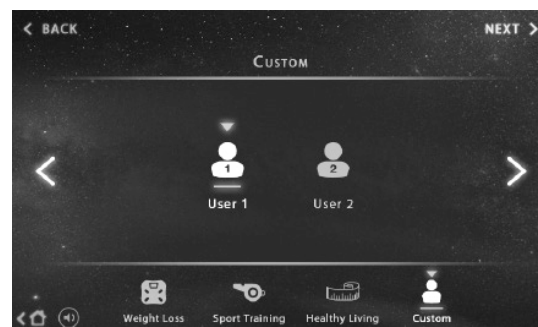 BACK
NEXT
CUSTOM
1
2
User 1
User 2
Weight Loss
Sport Training
Healthy Living
Custom